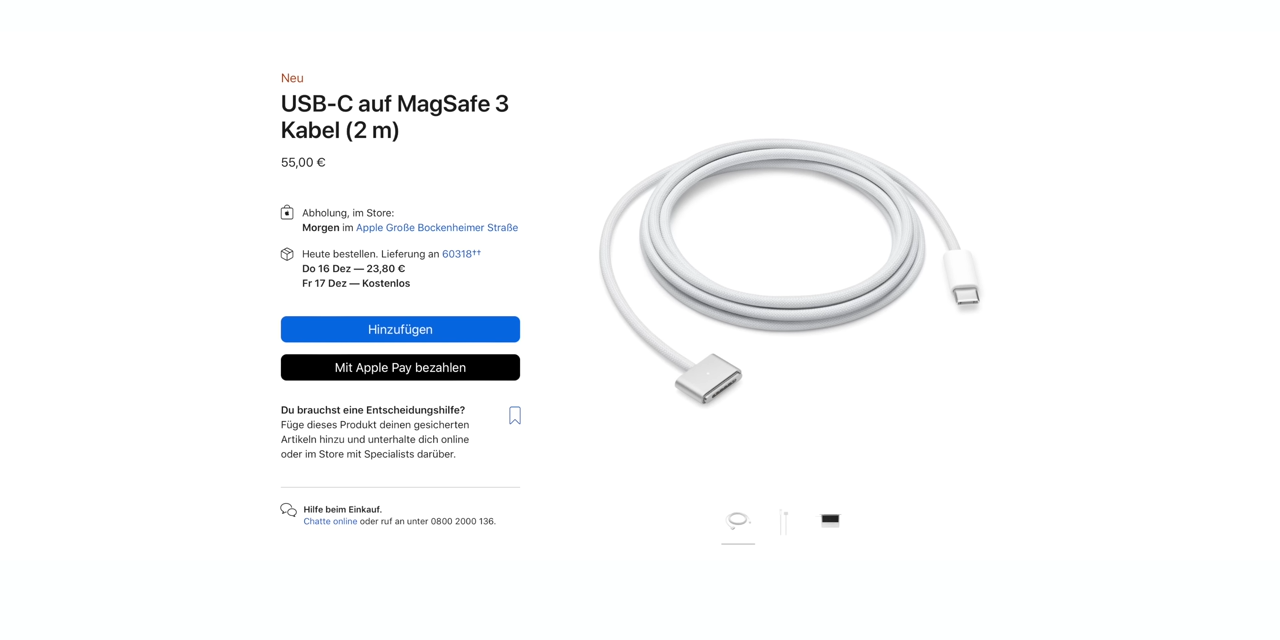 Neu
USB-C auf MagSafe 3
Kabel (2 m)
55,00 €
Abholung, im Store:
Morgen im Apple Große Bockenheimer Straße
Heute bestellen. Lieferung an 60318††
Do 16 Dez — 23,80 €
Fr 17 Dez — Kostenlos
Hinzufügen
Mit Apple Pay bezahlen
Du brauchst eine Entscheidungshilfe?
Füge dieses Produkt deinen gesicherten
Artikeln hinzu und unterhalte dich online
oder im Store mit Specialists darüber.
Hilfe beim Einkauf.
Chatte online oder ruf an unter 0800 2000 136.